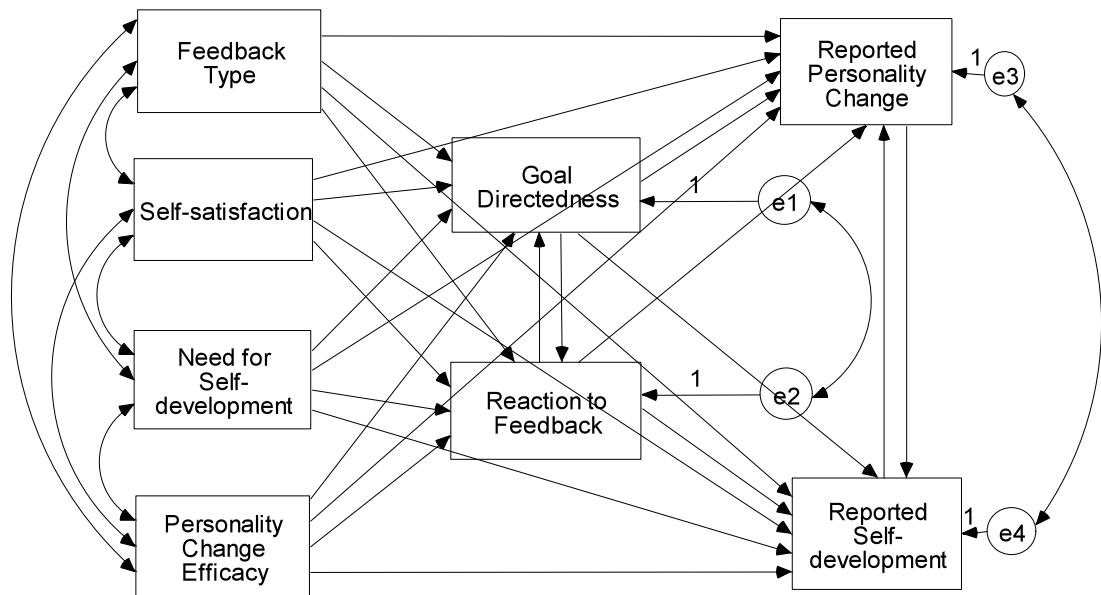 Feedback
Type
Self-satisfaction
Need for
Self-
development
Personality
Change
Efficacy
Goal
Directedness
Reaction to
Feedback
Reported
Personality
Change
Reported
Self-
development
1
e3
1
e1
1
e2
1
e4